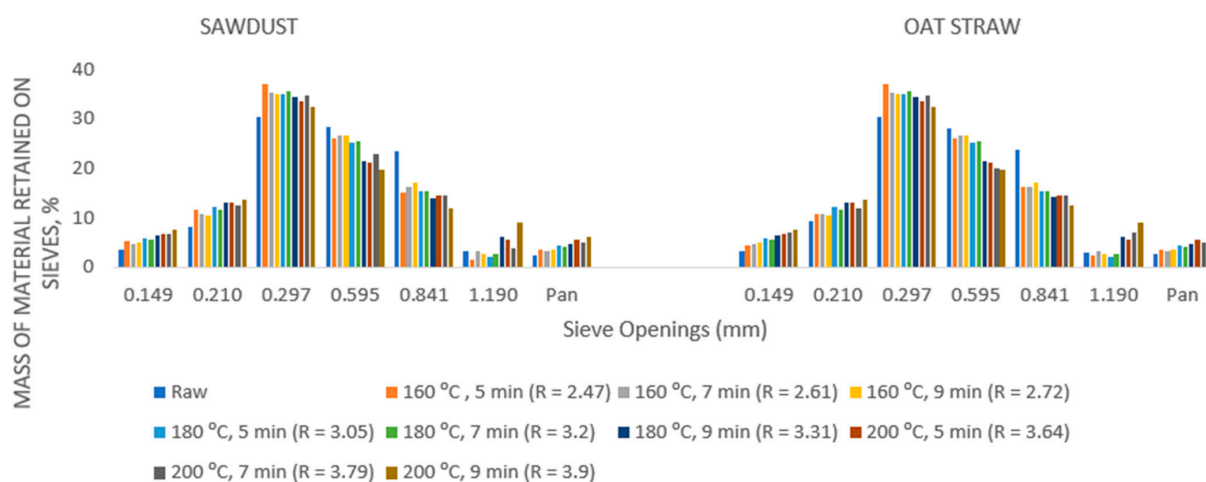 SAWDUST
OAT STRAW
MASS OF MATERIAL RETAINED ON
SIEVES, %
40
30
20
10
0
0.149 0.210 0.297 0.595 0.841 1.190 Pan 0.149 0.210 0.297 0.595 0.841 1.190 Pan
Sieve Openings (mm)
Raw 160 °C , 5 min (R = 2.47) 160 °C, 7 min (R = 2.61) 160 °C, 9 min (R = 2.72)
180 °C, 5 min (R = 3.05) 180 °C, 7 min (R = 3.2) 180 °C, 9 min (R = 3.31) 200 °C, 5 min (R = 3.64)
200 °C, 7 min (R = 3.79) 200 °C, 9 min (R = 3.9)